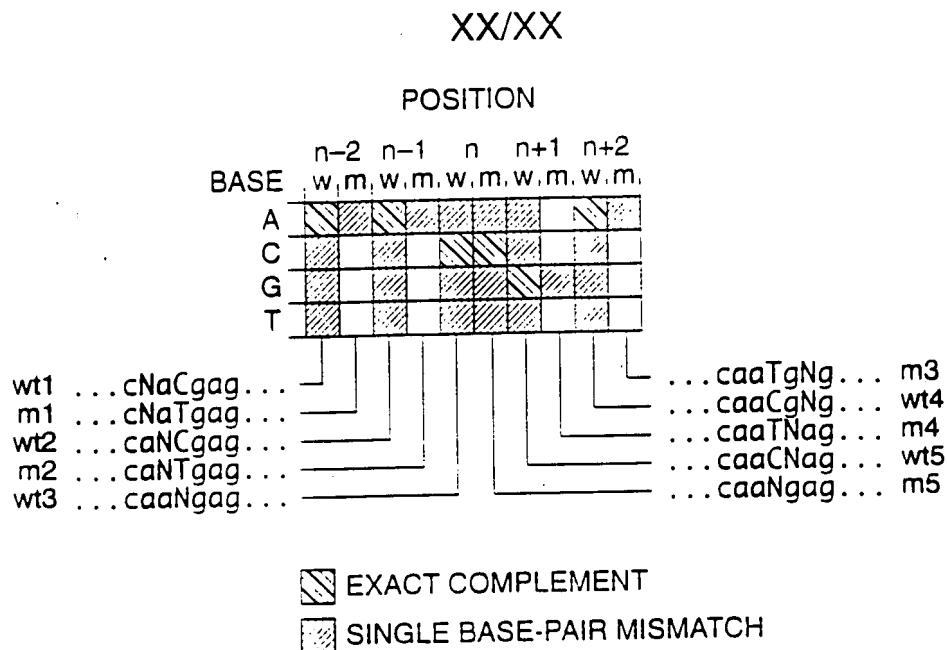 XX/XX
POSITION
n-2 n-1 n n+1 n+2
BASE w m w m w m w m w m
A
C
G
T
wt1 ...cNaCgag...
m1 ...cNaTgag...
wt2 ...caNCgag...
m2 ...caNTgag...
wt3 ...caaNgag...
...caaTgNg... m3
...caaCgNg... wt4
...caaTNag... m4
...caaCNag... wt5
...caaNgag... m5
EXACT COMPLEMENT
SINGLE BASE-PAIR MISMATCH